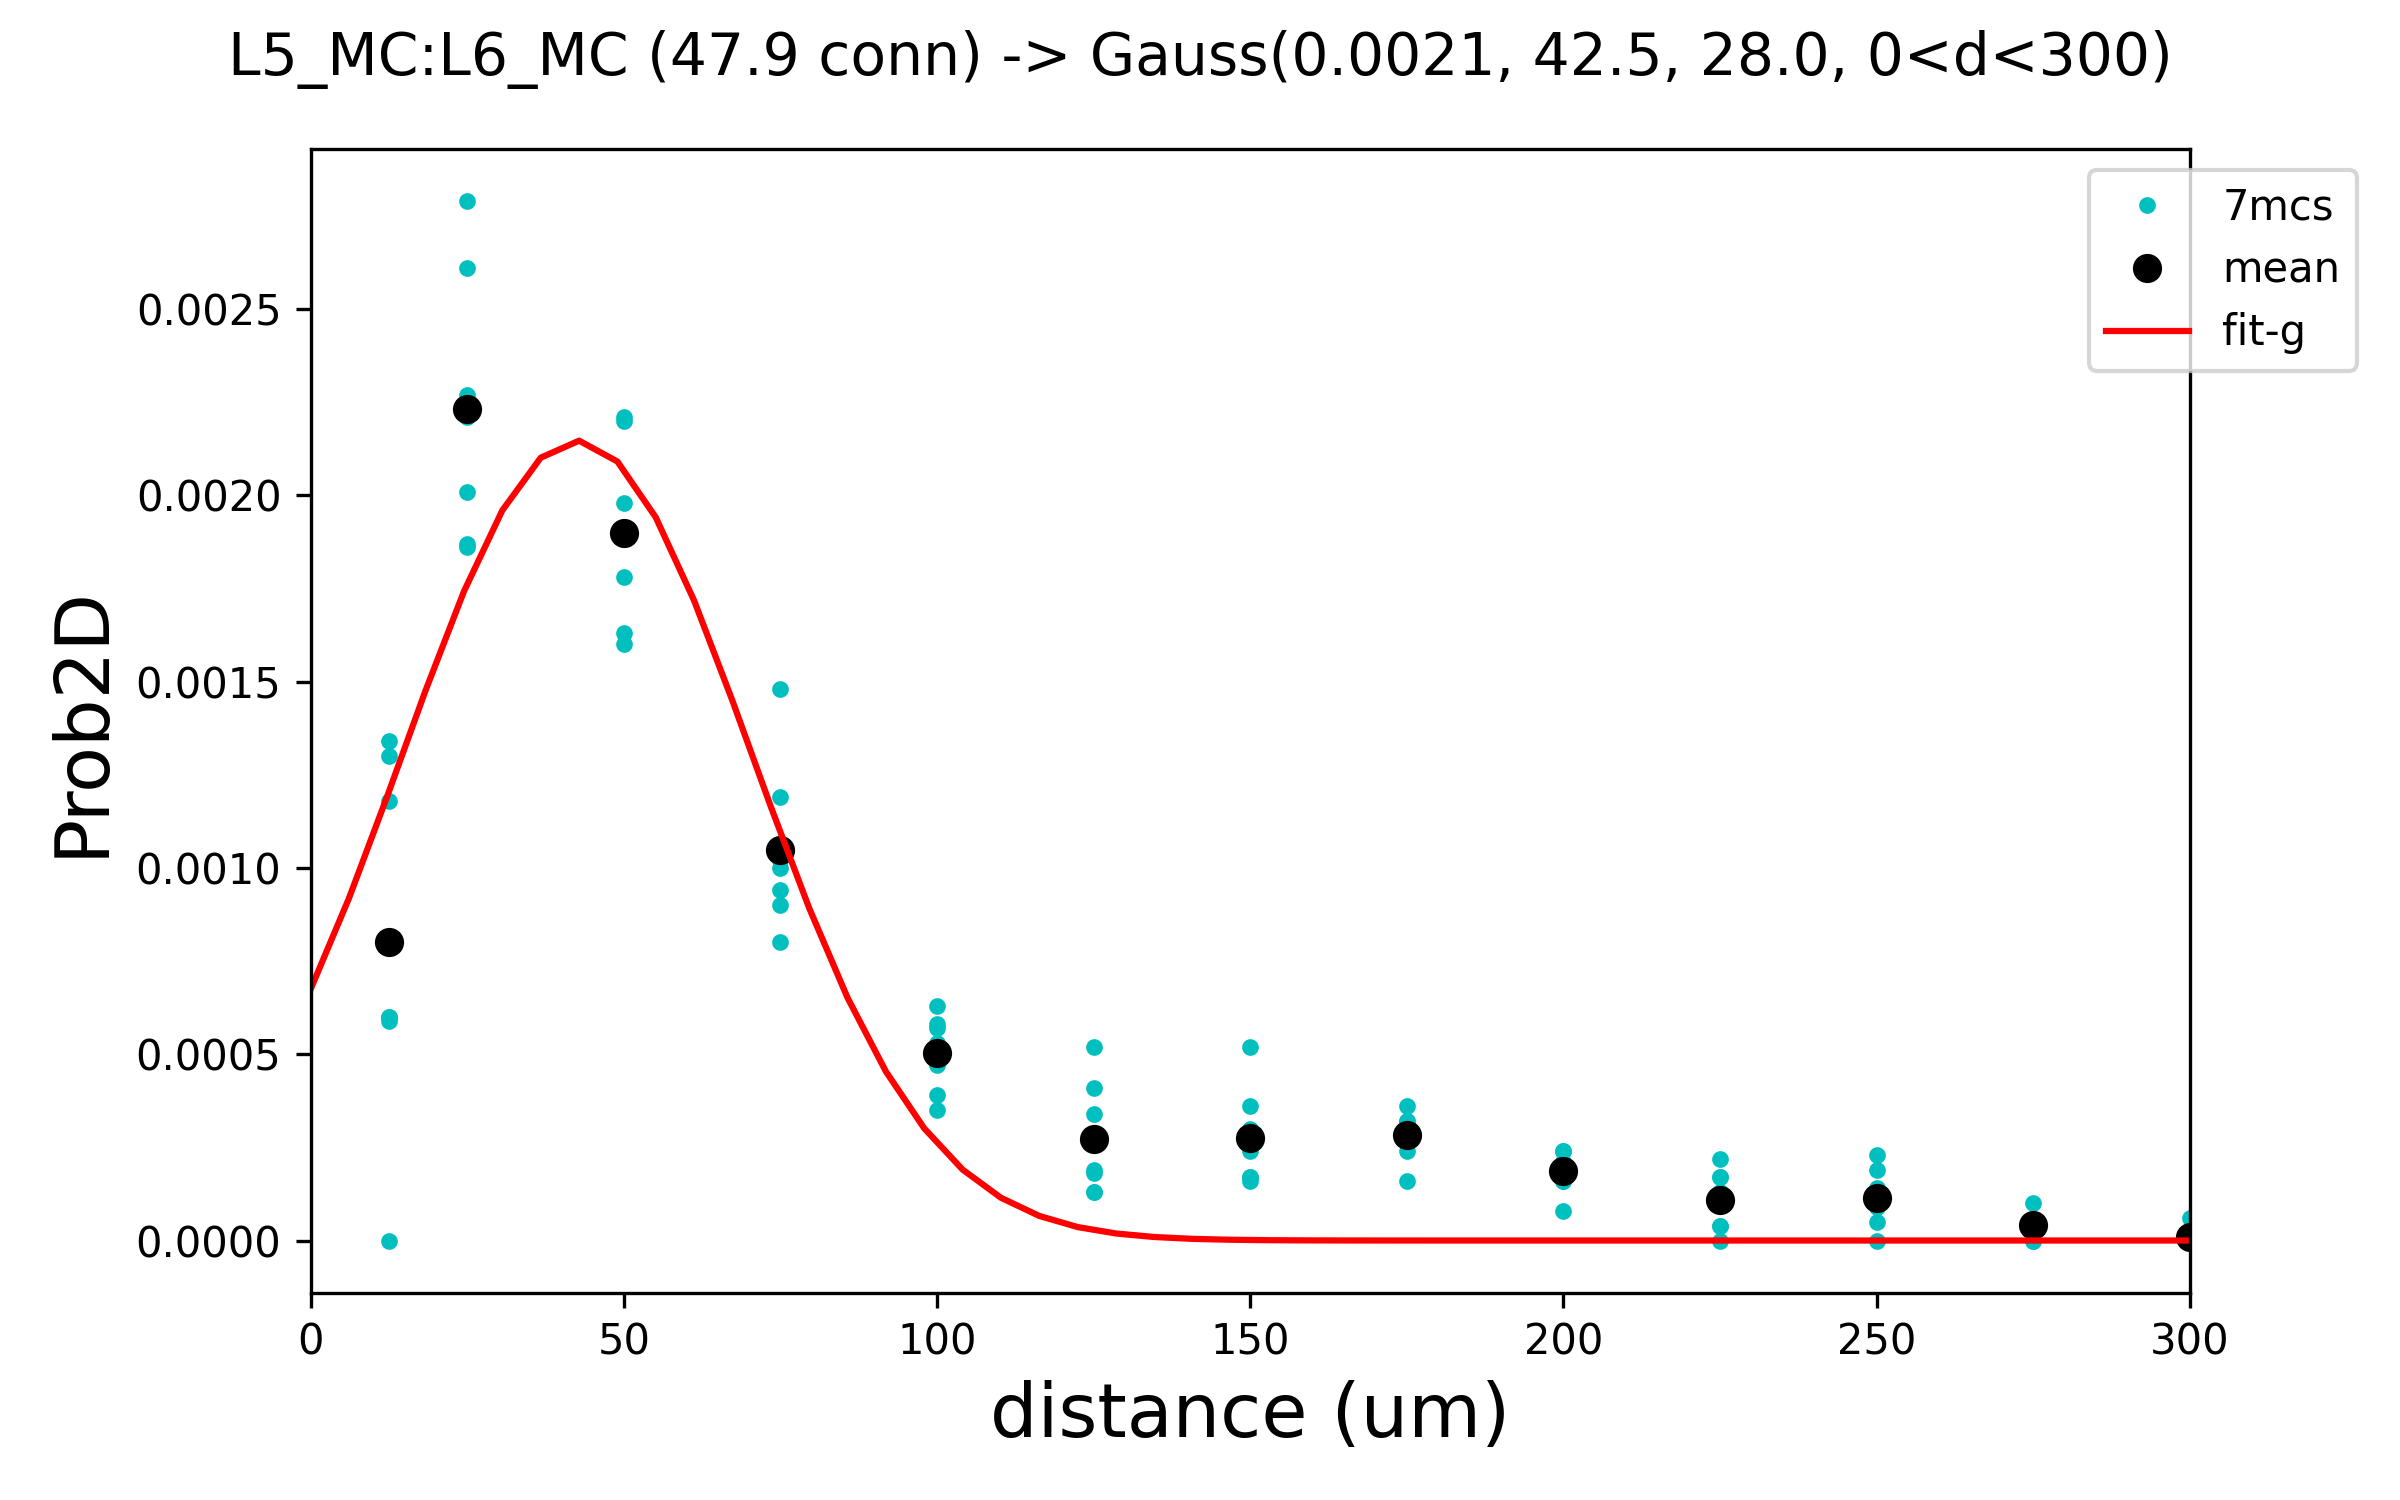 L5_MC:L6_MC (47.9 conn) -> Gauss(0.0021, 42.5, 28.0, 0<d<300)
7mcs
mean
fit-g
Prob2D
0.0025
0.0020
0.0015
0.0010
0.0005
0.0000
0 50 100 150 200 250 300
distance (um)